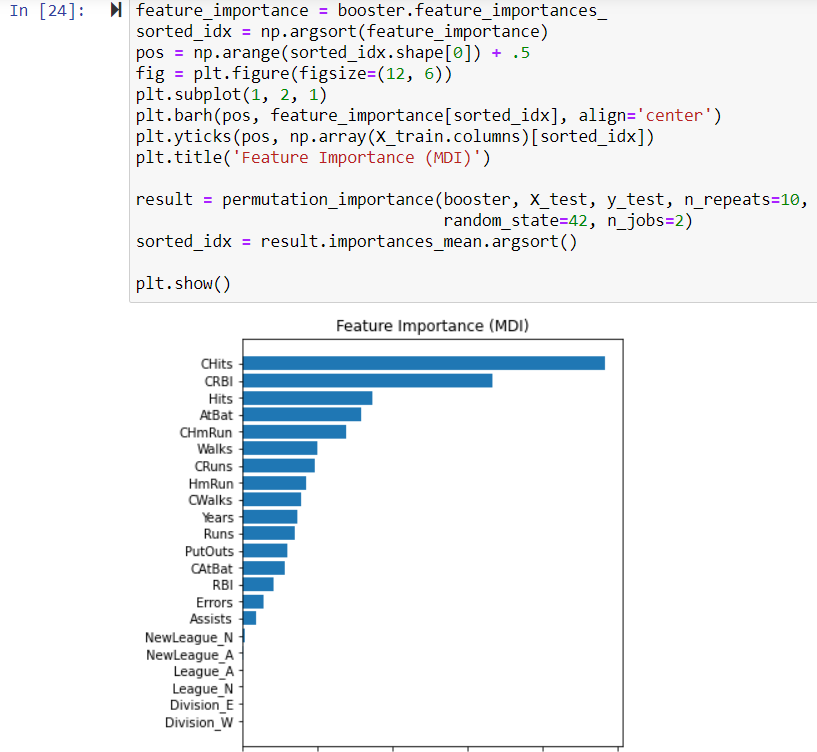 In [24]:
feature_importance = booster.feature_importances_
sorted_idx = np.argsort(feature_importance)
pos = np.arange(sorted_idx.shape[0]) + .5
fig = plt.figure(figsize=(12, 6))
plt.subplot(1, 2, 1)
plt.barh(pos, feature_importance[sorted_idx], align='center')
plt.yticks(pos, np.array(X_train.columns)[sorted_idx])
plt.title('Feature Importance (MDI)')
result = permutation_importance(booster, X_test, y_test, n_repeats=10,
random_state=42, n_jobs=2)
sorted_idx = result.importances_mean.argsort()
plt.show()
Feature Importance (MDI)
CHits
CRBI
Hits
AtBat
CHmRun
Walks
CRuns
HmRun
CWalks
Years
Runs
PutOuts
CAtBat
RBI
Errors
Assists
NewLeague_N
NewLeague_A
League_A
League_N
Division_E
Division_W